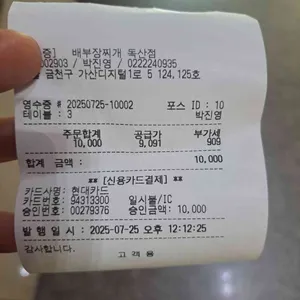 증] 배부장찌개 독산점
002903 / 박진영 / 0222240935
금천구 가산디지털1로 5 124,125호
영수증 # 20250725-10002 포스 ID : 10
테이블 : 3 박진영
주문합계 공급가 부가세
10,000 9,091 909
합계 금액: 10,000
** [신용카드결제] **
카드사명: 현대카드
카드번호: 94313300 일시불/IC
승인번호: 00279376 승인금액: 10,000
발 행 일 시 : 2025-07-25 오후 12:12:25
감사합니다.
고 객 용